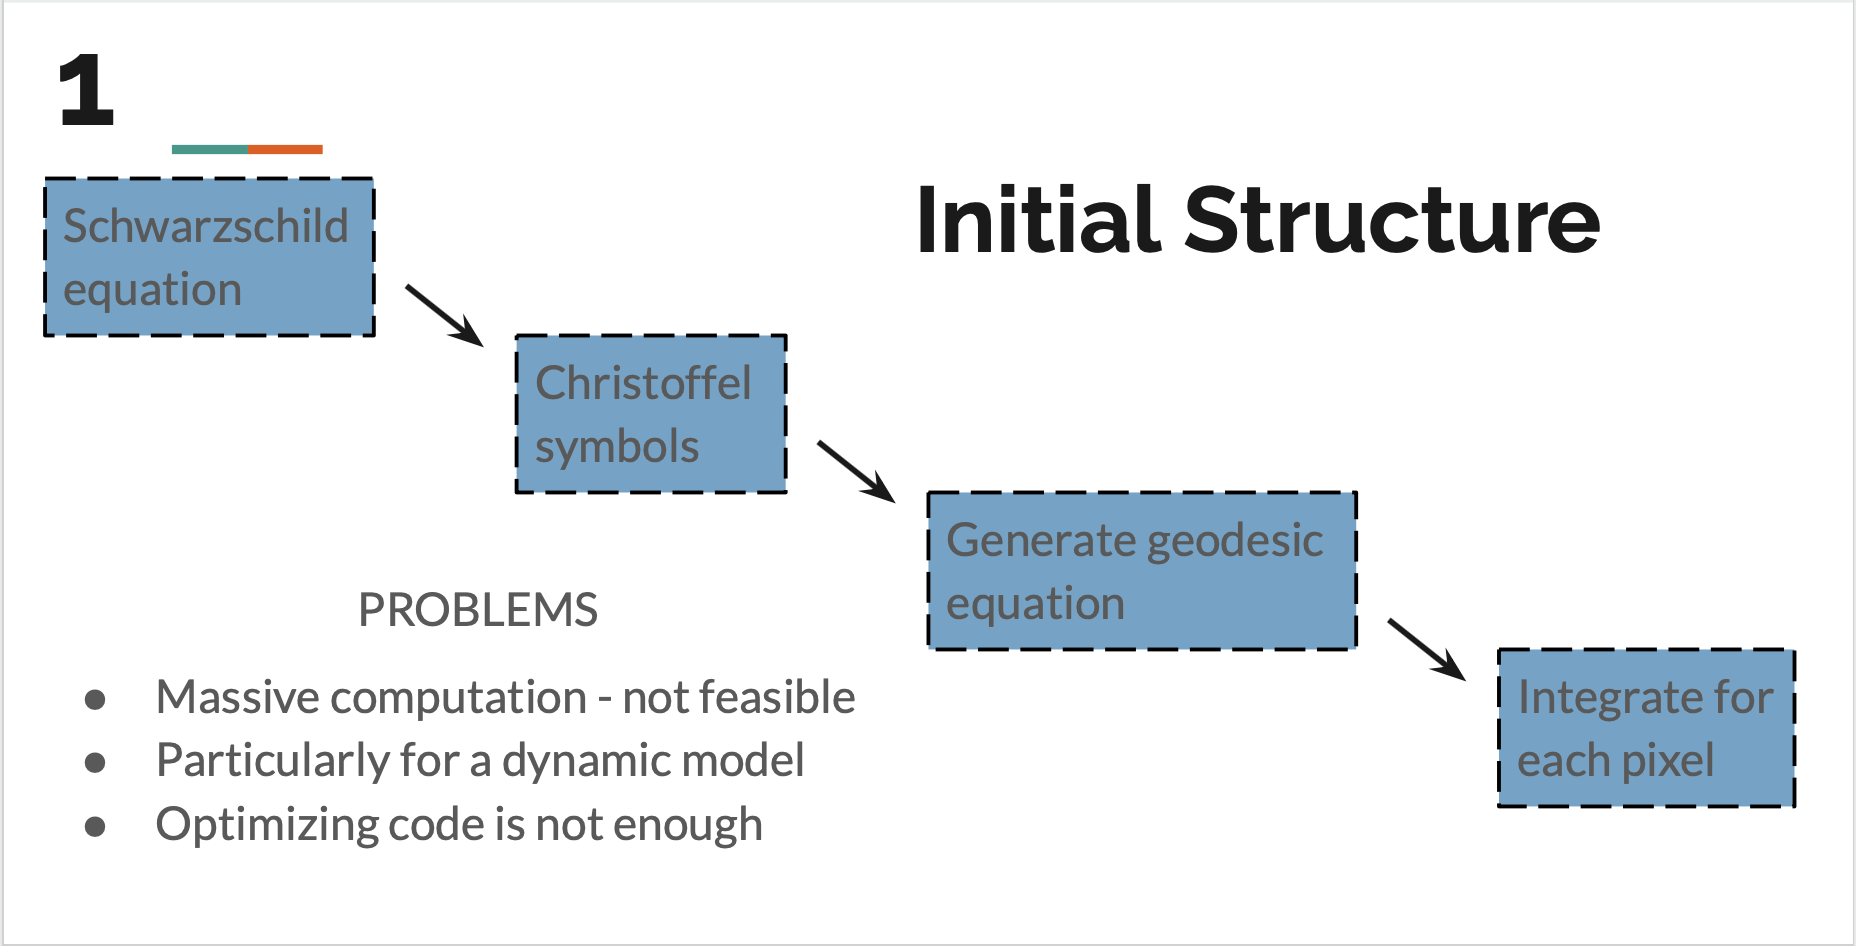 1
Initial Structure
Schwarzschild
equation
Christoffel
symbols
Generate geodesic
equation
Integrate for
each pixel
PROBLEMS
● Massive computation - not feasible
● Particularly for a dynamic model
● Optimizing code is not enough